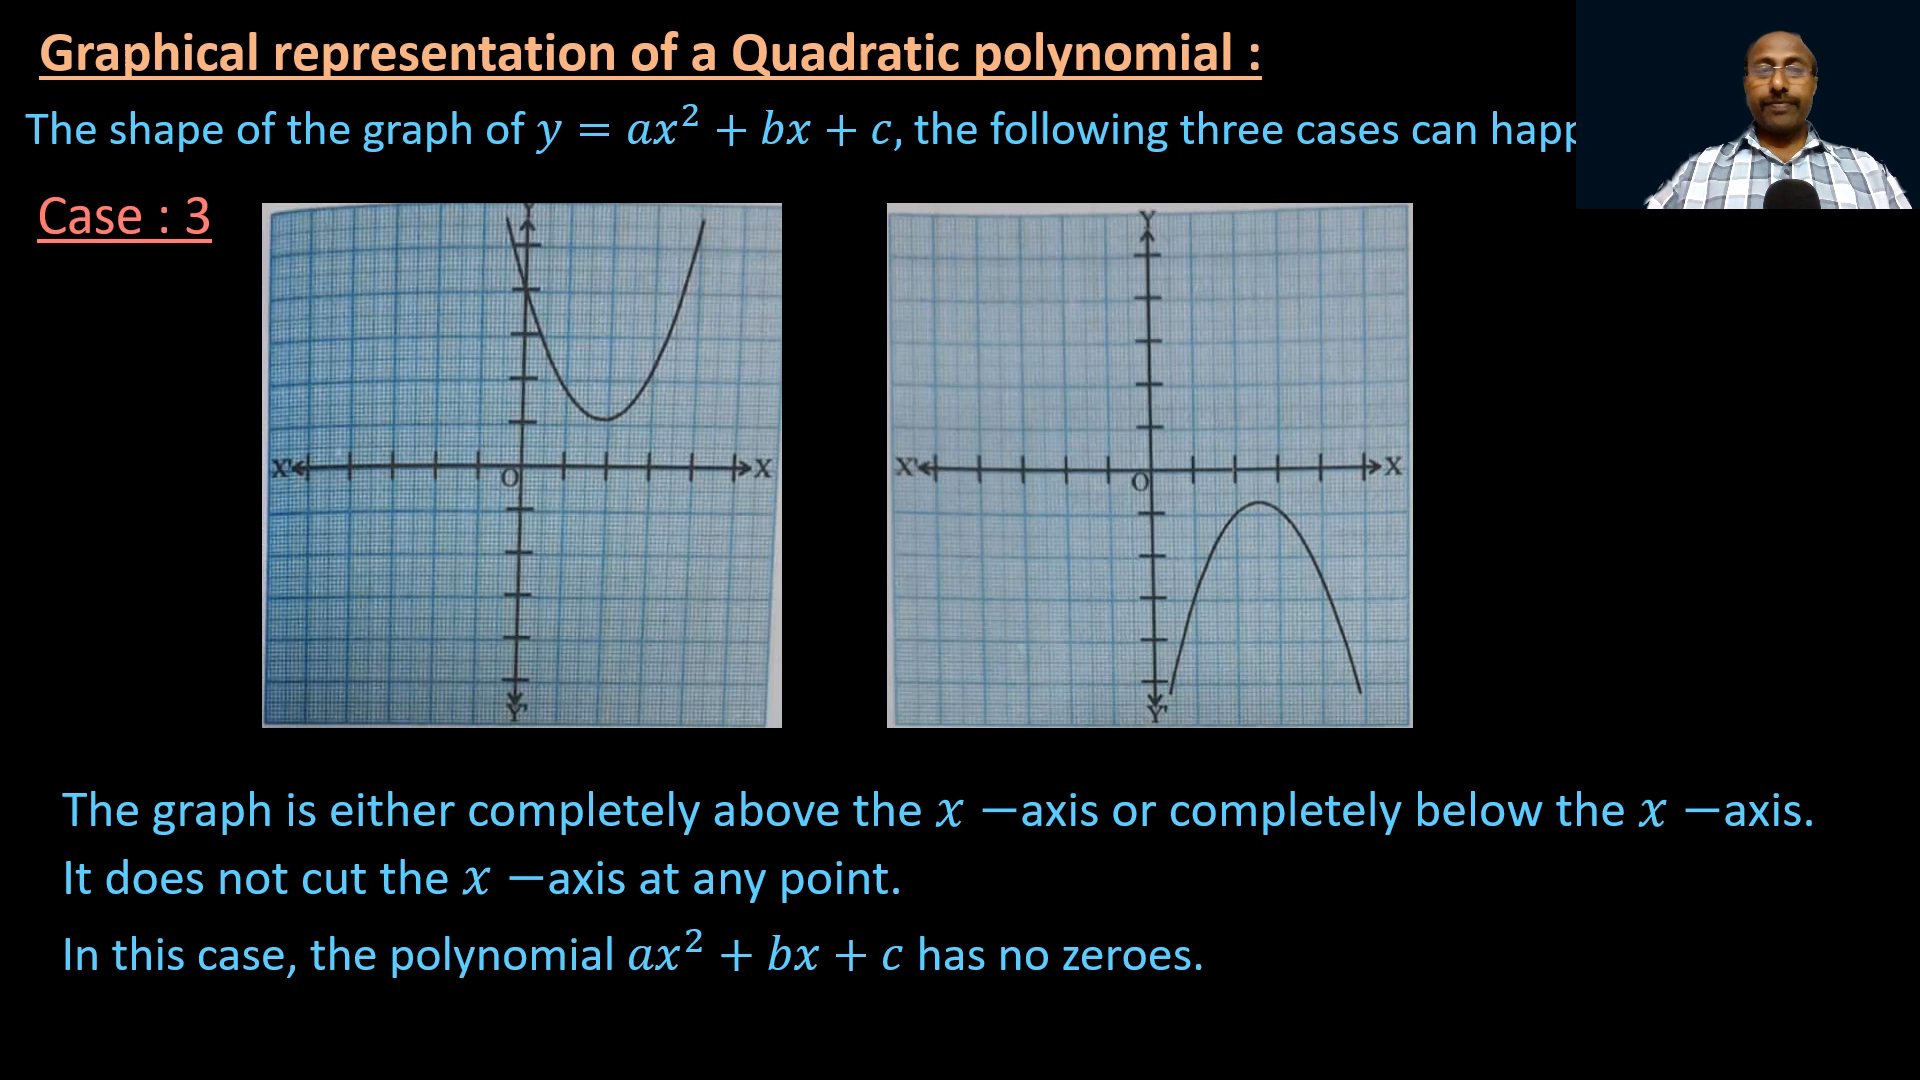 Graphical representation of a Quadratic polynomial :
The shape of the graph of y = ax² + bx + c, the following three cases can happ
Case : 3
Y
X'
O
X
Y'
Y
X'
O
X
Y'
The graph is either completely above the x −axis or completely below the x −axis.
It does not cut the x −axis at any point.
In this case, the polynomial ax² + bx + c has no zeroes.